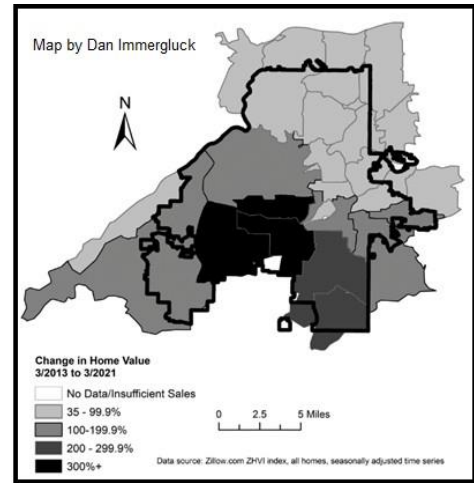 Map by Dan Immergluck
N
Change in Home Value
3/2013 to 3/2021
No Data/Insufficient Sales
35 - 99.9%
100-199.9%
200 - 299.9%
300%+
0 2.5 5 Miles
Data source: Zillow.com ZHVI index, all homes, seasonally adjusted time series